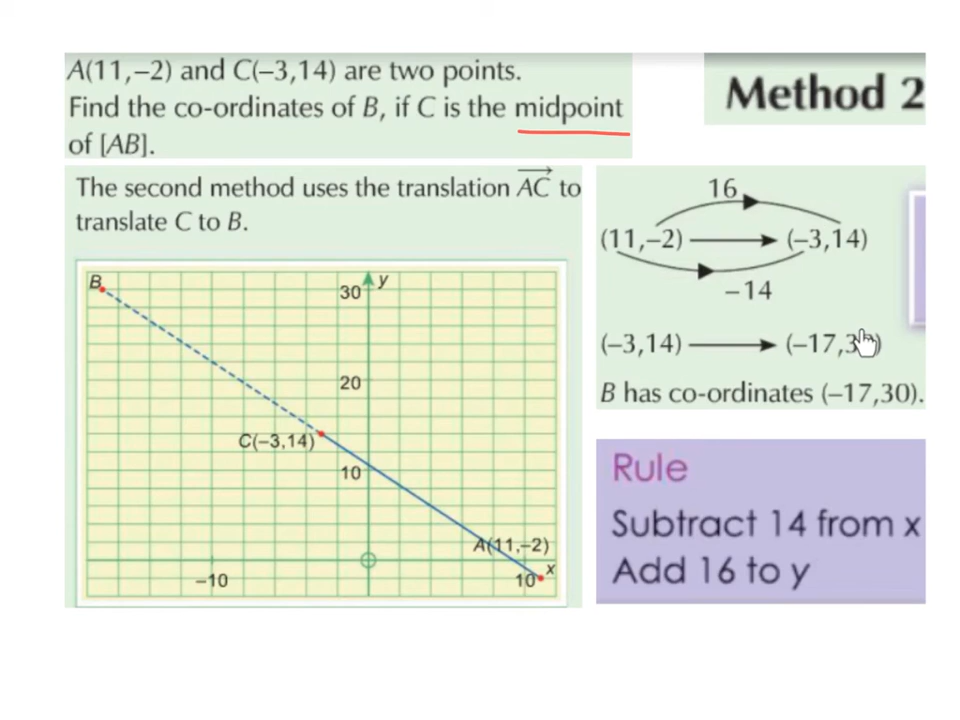 A(11,–2) and C(–3,14) are two points.
Find the co-ordinates of B, if C is the midpoint
of [AB].
Method 2
The second method uses the translation AC to
translate C to B.
16
(11,–2) (–3,14)
–14
(–3,14) (–17,3
B has co-ordinates (–17,30).
B
30
y
20
C(–3,14)
10
A(11,–2)
x
–10
10
Rule
Subtract 14 from x
Add 16 to y